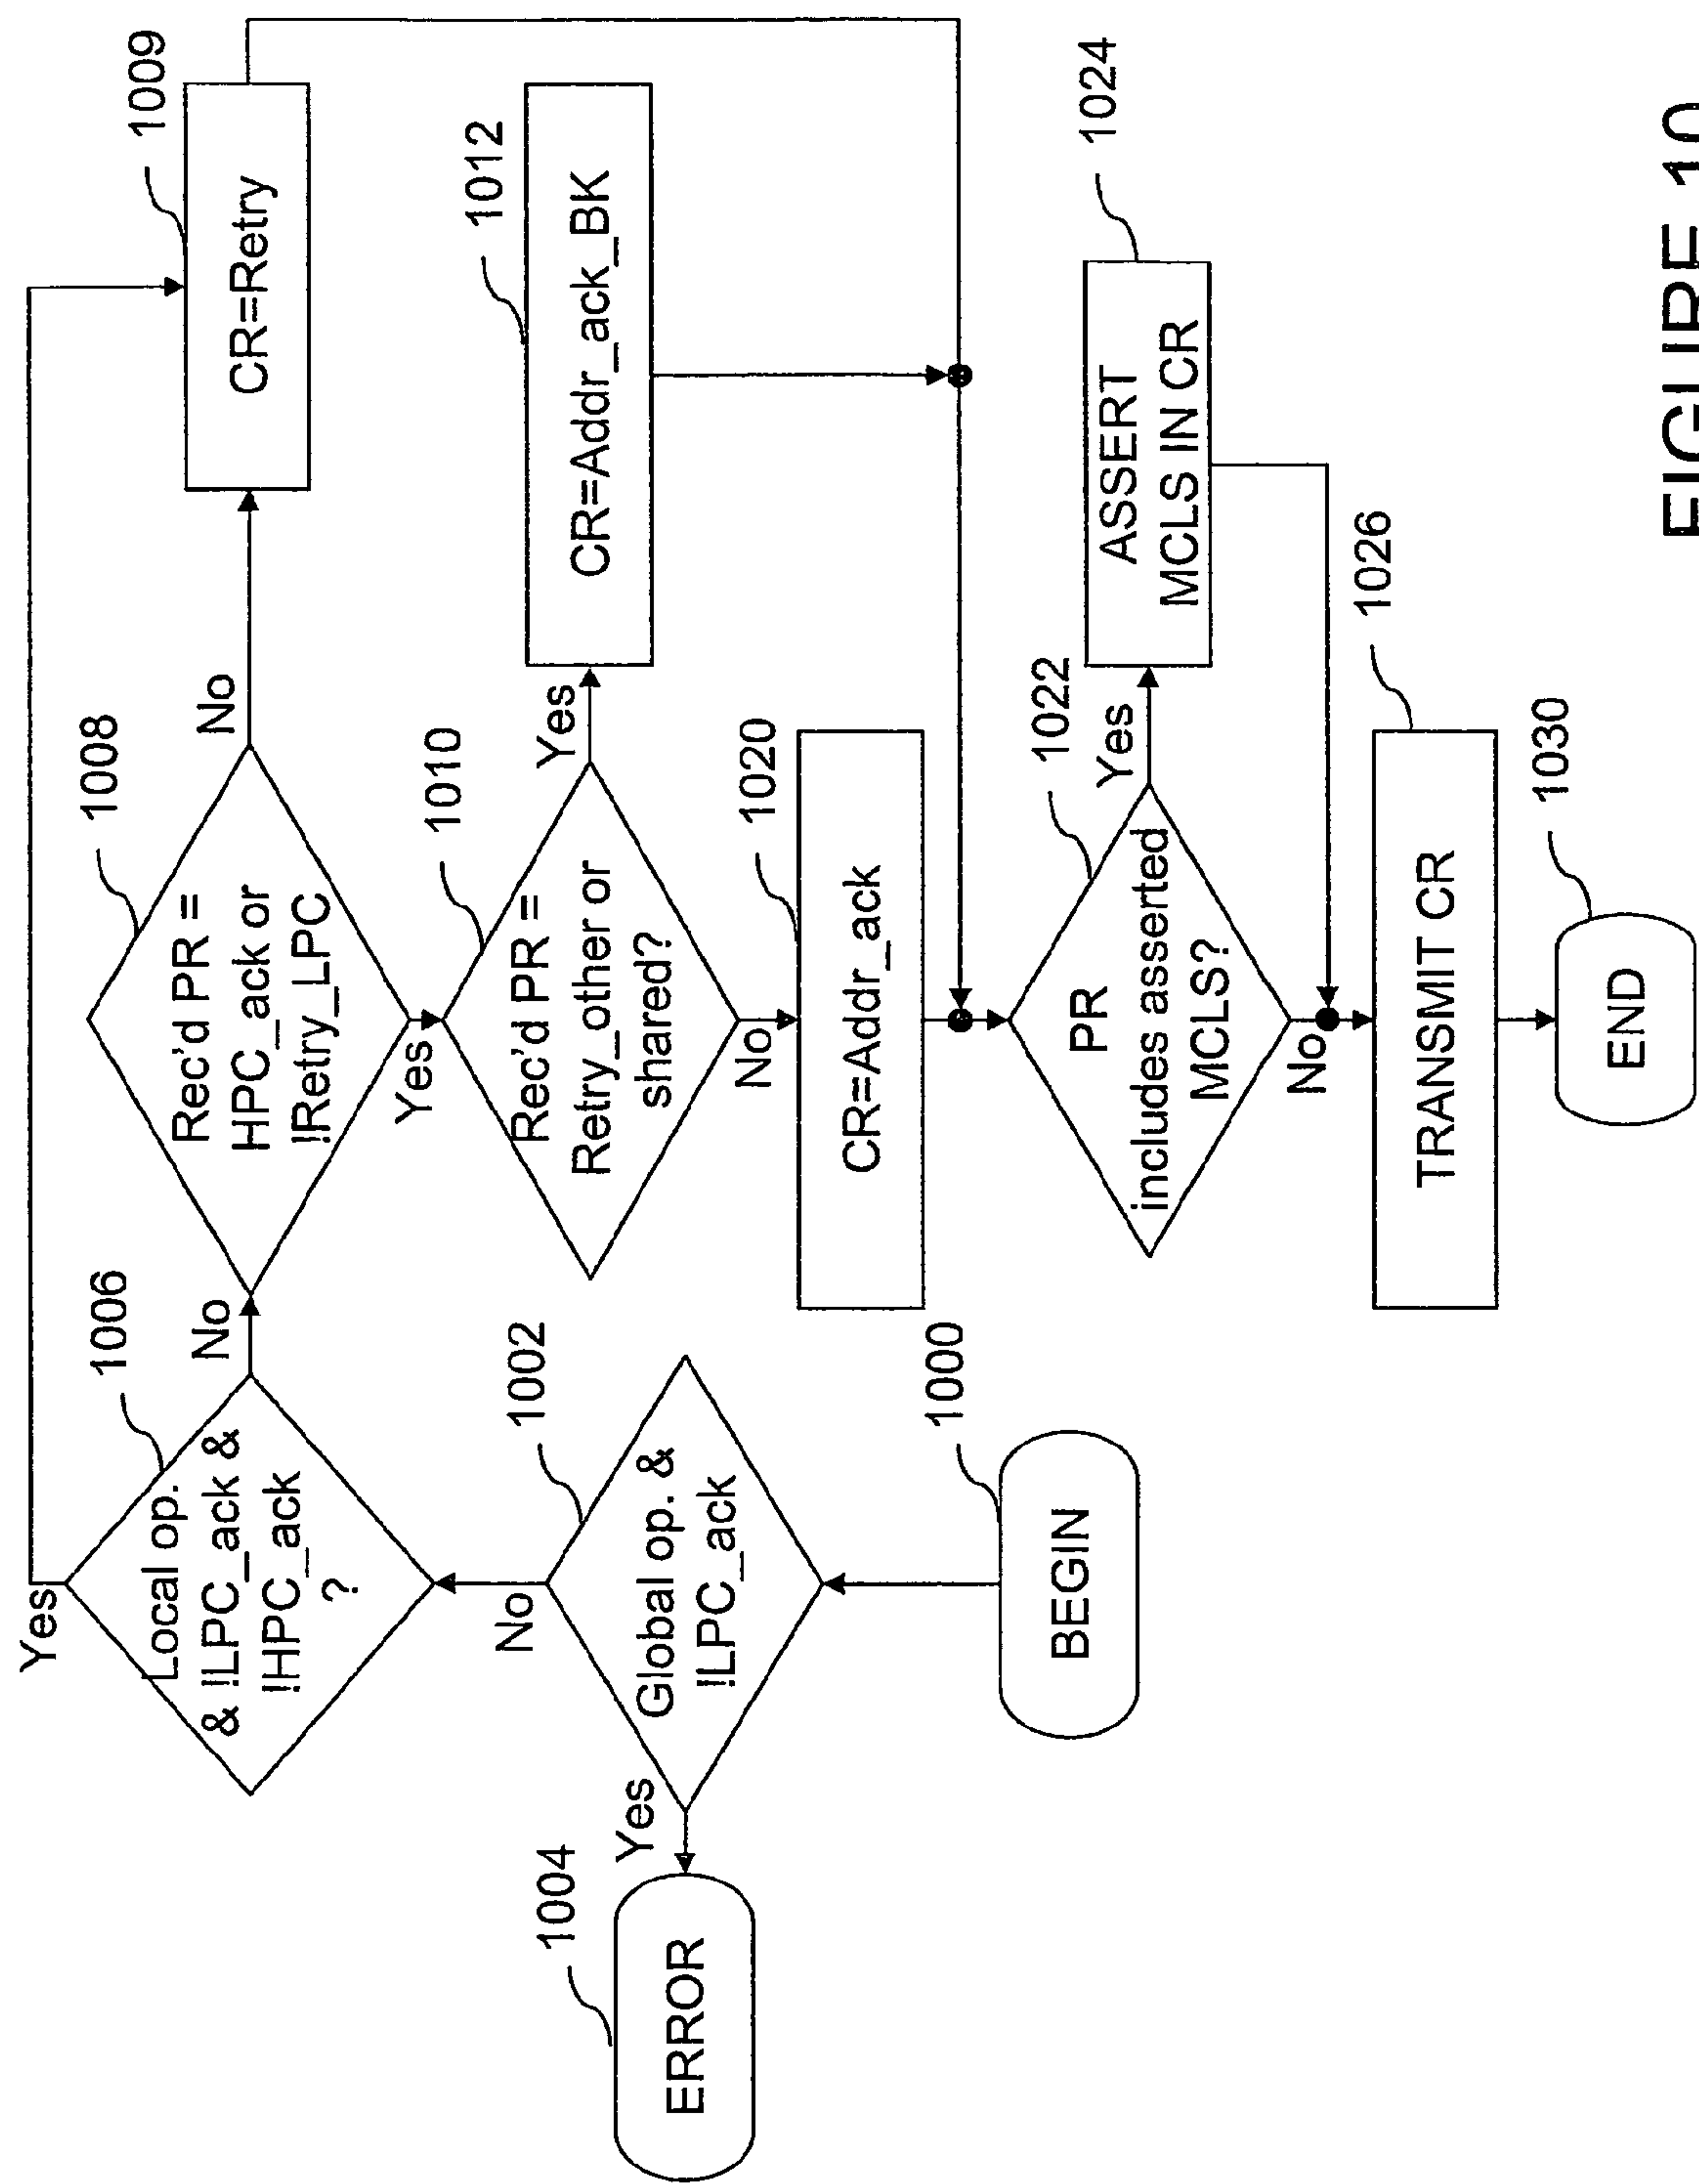 1000
BEGIN
1002
Global op. &
!LPC_ack
Yes
No
1004
ERROR
1006
Local op.
& !LPC_ack &
!HPC_ack
?
Yes
No
1008
Rec'd PR =
HPC_ack or
!Retry_LPC
No
Yes
1009
CR=Retry
1010
Rec'd PR =
Retry_other or
shared?
Yes
No
1012
CR=Addr_ack_BK
1020
CR=Addr_ack
1022
PR
includes asserted
MCLS?
Yes
No
1024
ASSERT
MCLS IN CR
1026
TRANSMIT CR
1030
END
FIGURE 10